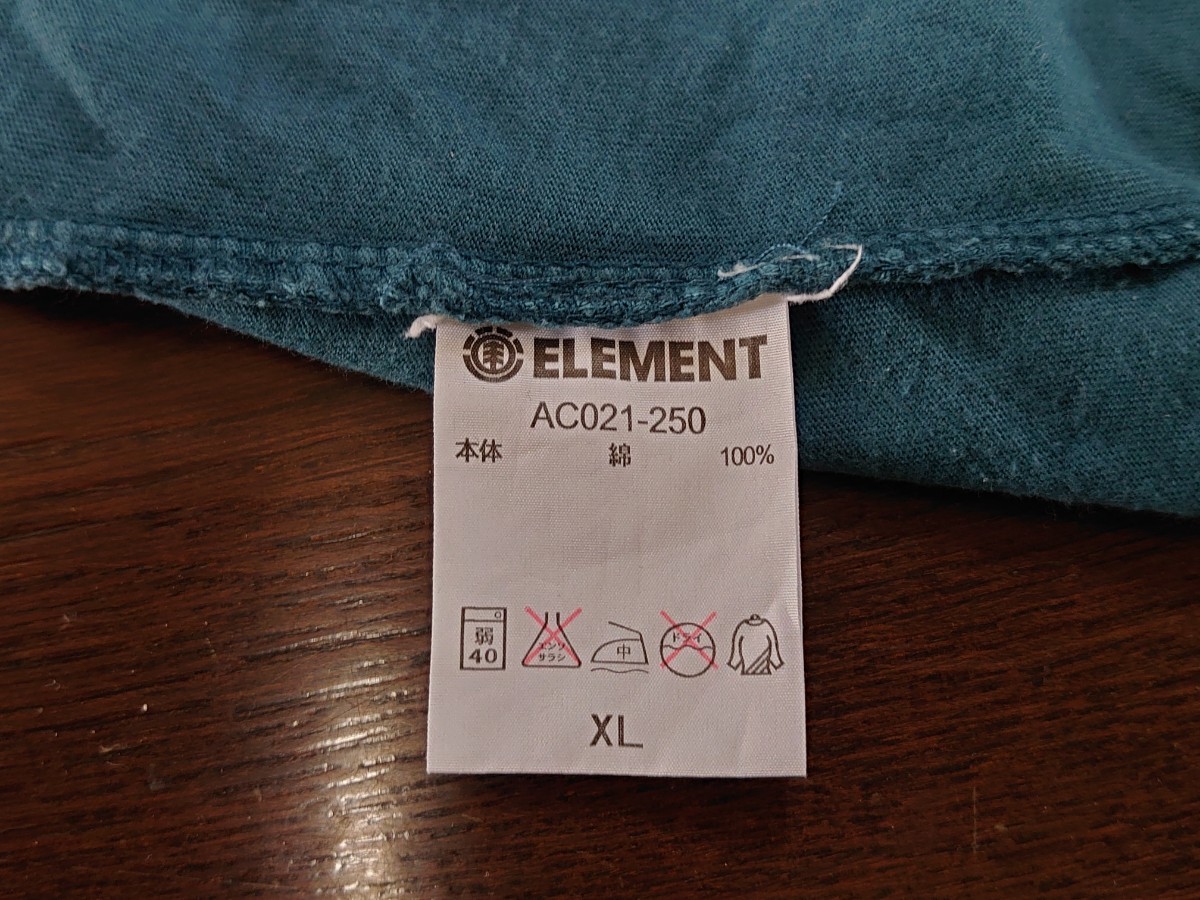 ELEMENT
AC021-250
本体 綿 100%
弱 エンソ 中 ドライ
40 サラシ
XL